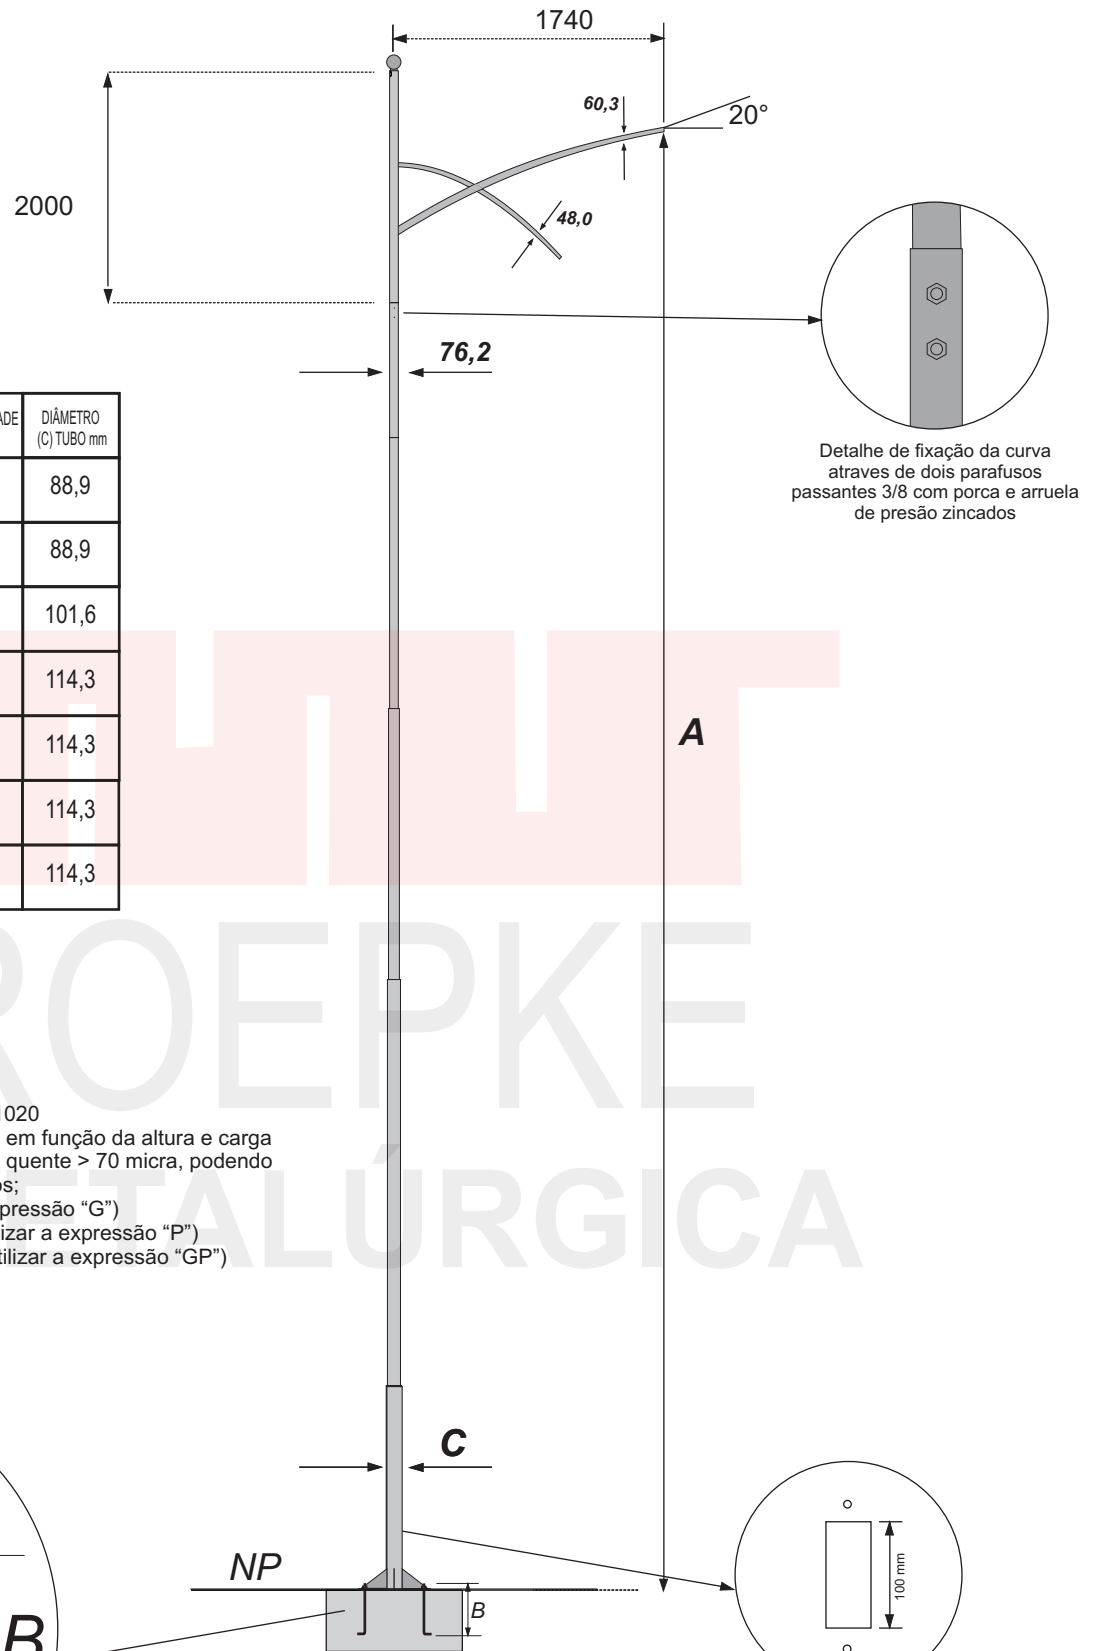 1740
60,3
20°
2000
48,0
76,2
DIÂMETRO
(C) TUBO mm
88,9
88,9
101,6
114,3
114,3
114,3
114,3
Detalhe de fixação da curva
atraves de dois parafusos
passantes 3/8 com porca e arruela
de presão zincados
A
ROEPKE
METALÚRGICA
1020
em função da altura e carga
quente > 70 micra, podendo
os;
pressão “G”)
izar a expressão “P”)
tilizar a expressão “GP”)
C
NP
B
B
100 mm